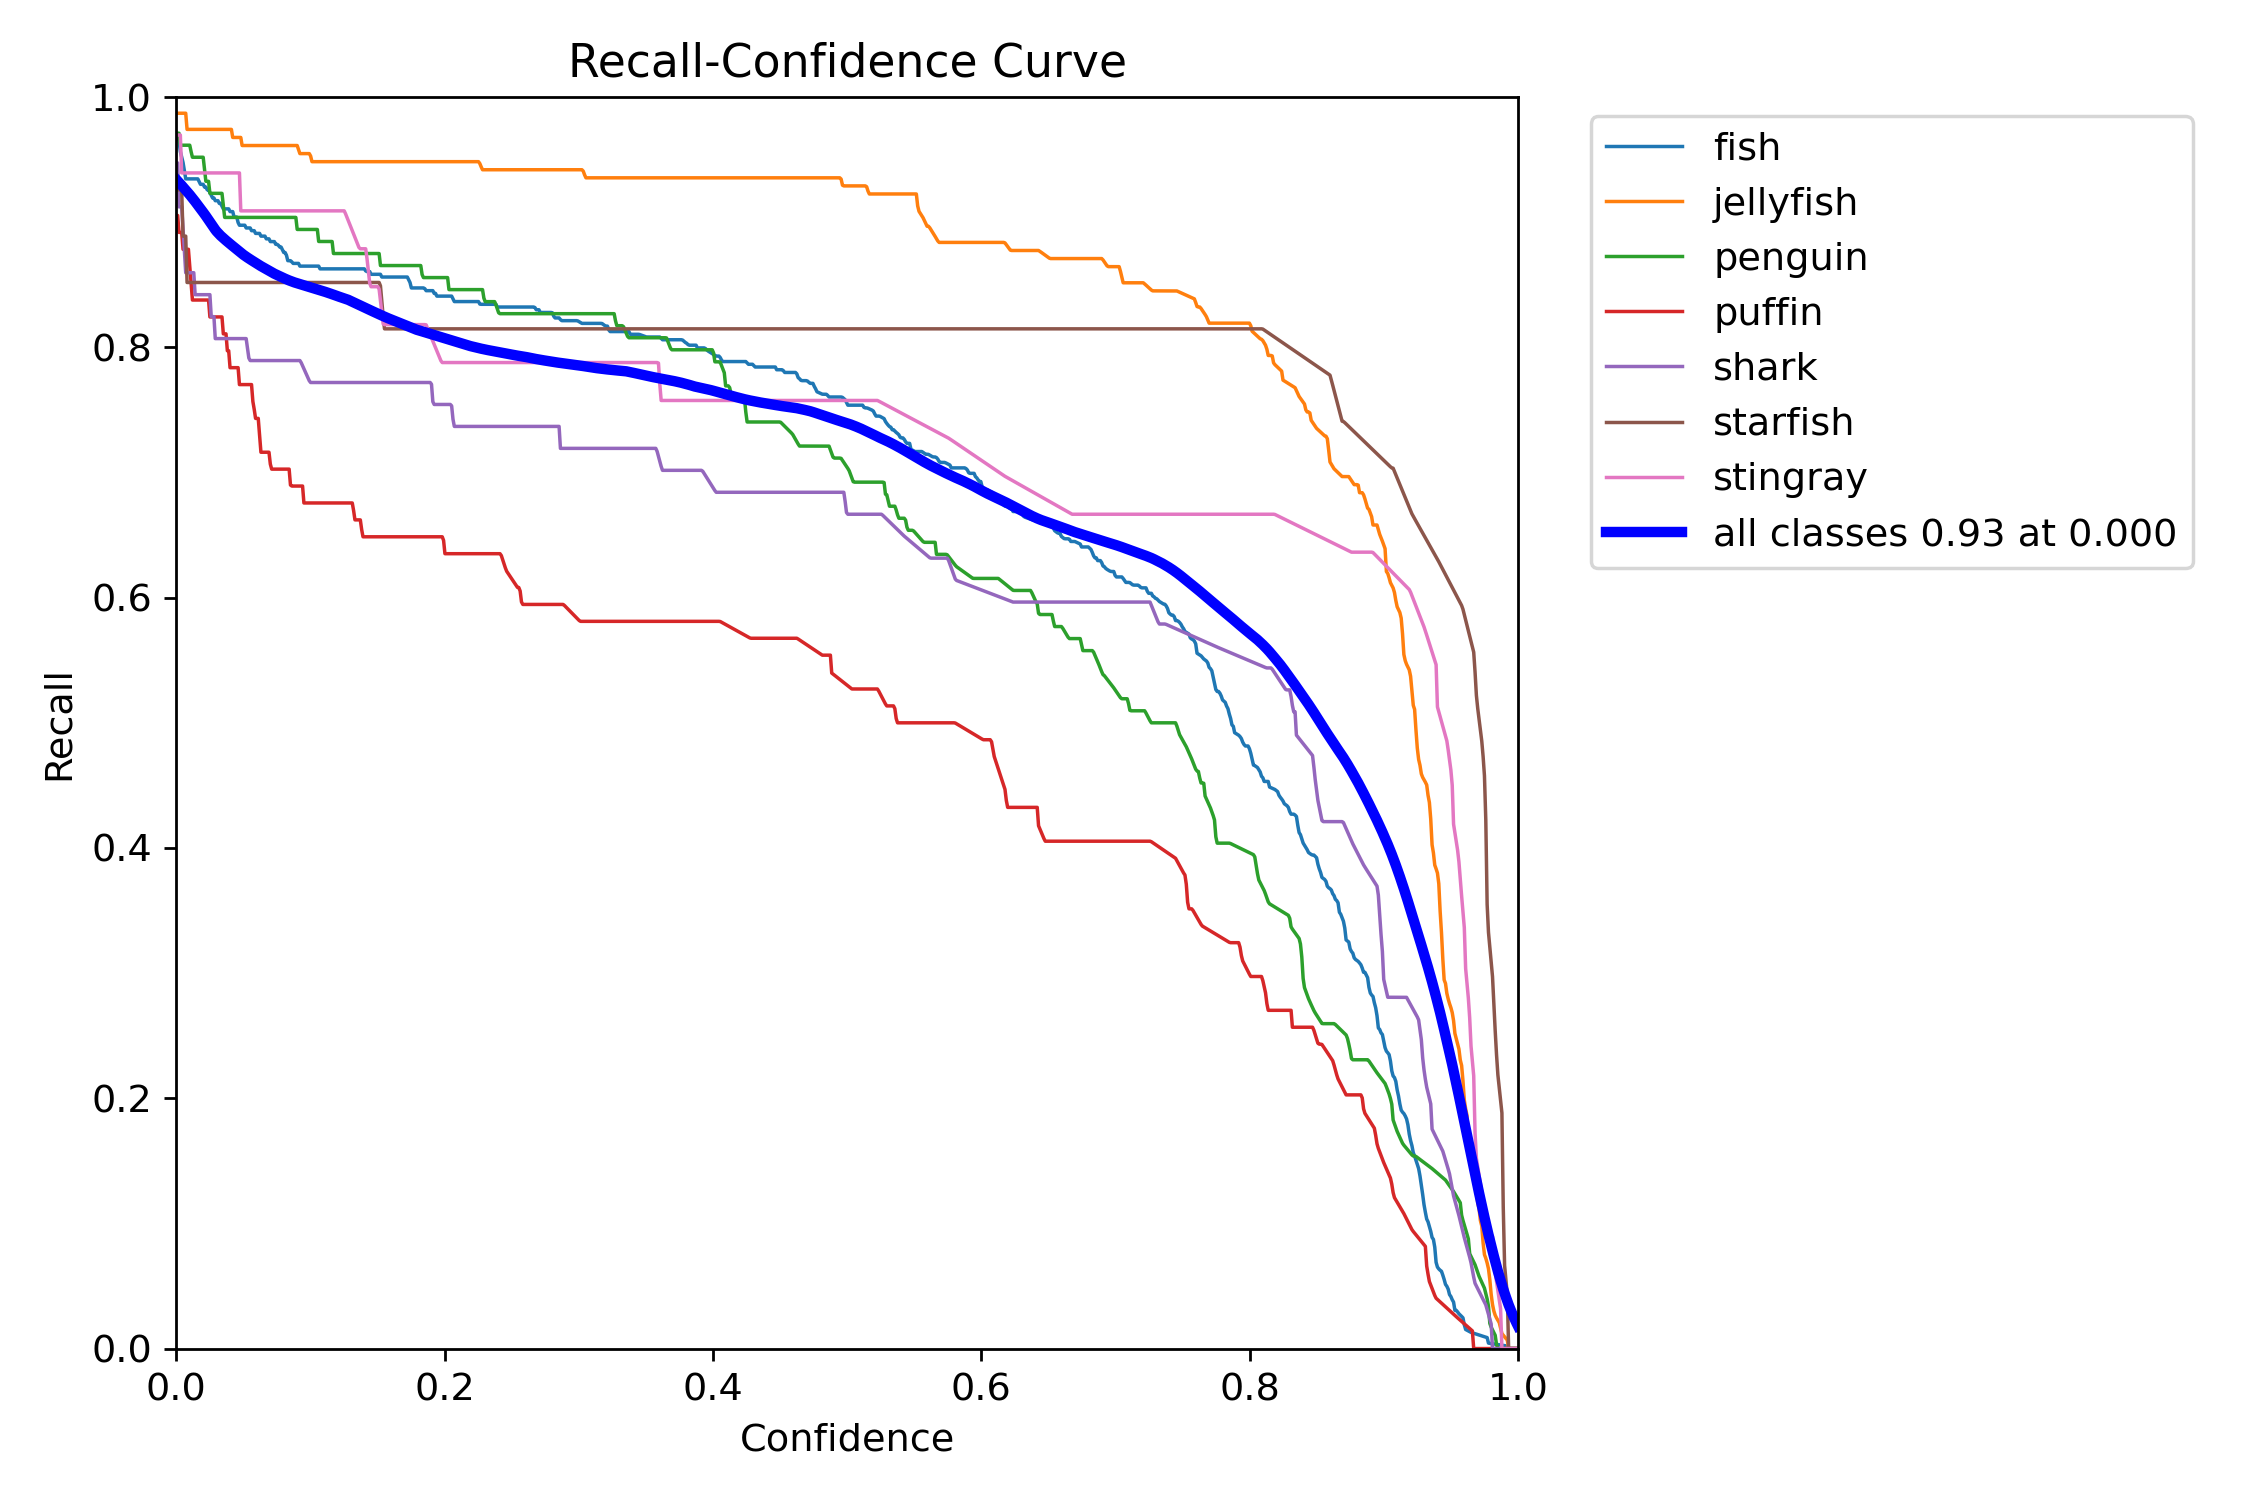 Recall-Confidence Curve
1.0
0.8
0.6
0.4
0.2
0.0
Recall
0.0 0.2 0.4 0.6 0.8 1.0
Confidence
fish
jellyfish
penguin
puffin
shark
starfish
stingray
all classes 0.93 at 0.000